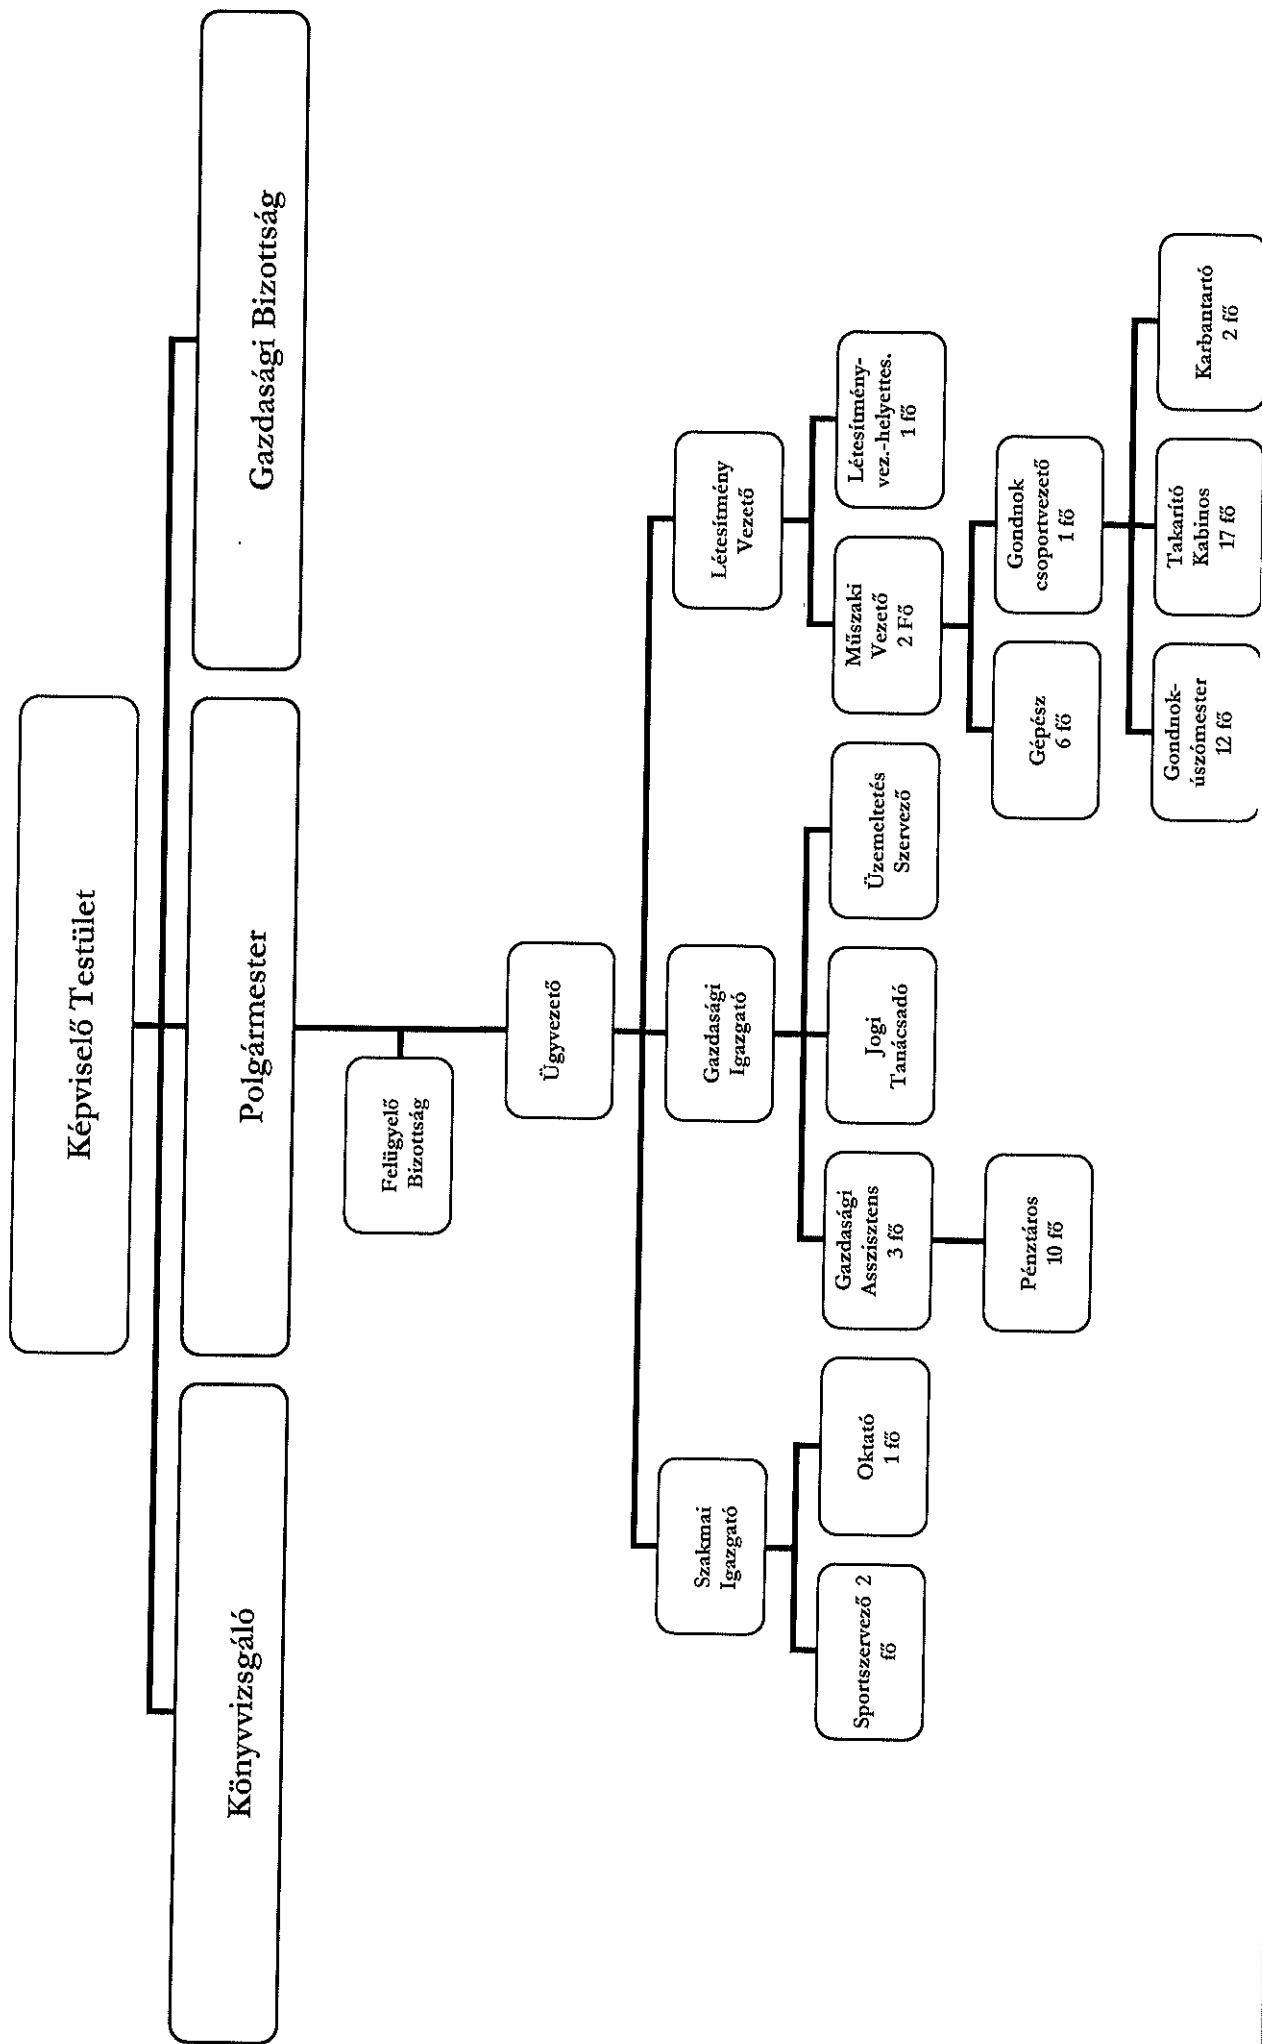 Képviselő Testület
Könyvizsgáló
Polgármester
Gazdasági Bizottság
Felügyelő
Bizottság
Ügyvezető
Szakmai
Igazgató
Gazdasági
Igazgató
Létesítmény
Vezető
Sportszervező 2
fő
Oktató
1 fő
Gazdasági
Asszisztens
3 fő
Jogi
Tanácsadó
Üzemeltetés
Szervező
Műszaki
Vezető
2 Fő
Létesítmény-
vez.-helyettes.
1 fő
Pénztáros
10 fő
Gépész
6 fő
Gondnok
csoportvezető
1 fő
Gondnok-
úszómester
12 fő
Takarító
Kabinos
17 fő
Karbantartó
2 fő